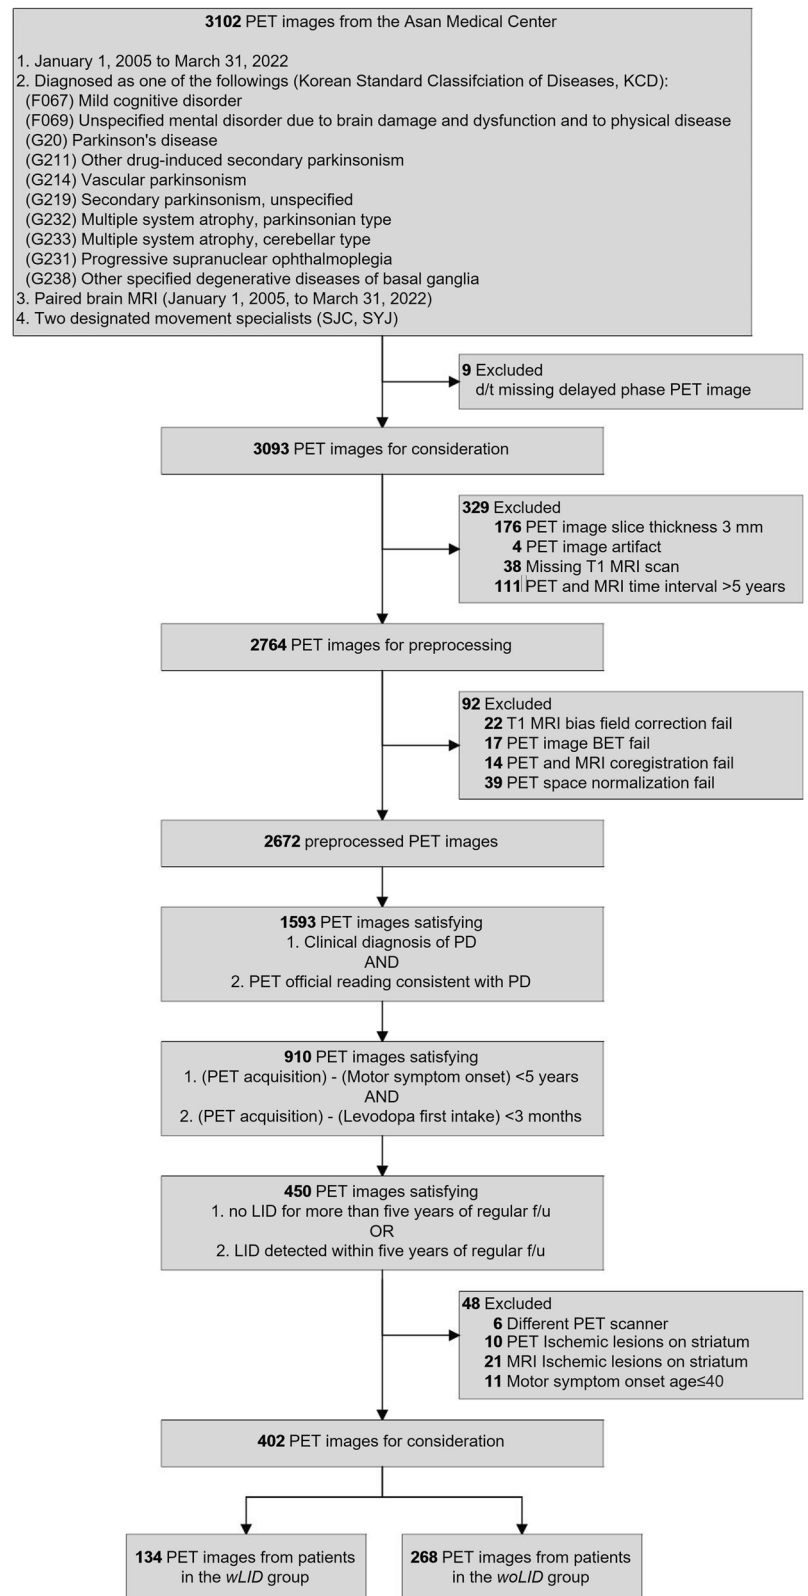 3102 PET images from the Asan Medical Center
1. January 1, 2005 to March 31, 2022
2. Diagnosed as one of the followings (Korean Standard Classifciation of Diseases, KCD):
(F067) Mild cognitive disorder
(F069) Unspecified mental disorder due to brain damage and dysfunction and to physical disease
(G20) Parkinson's disease
(G211) Other drug-induced secondary parkinsonism
(G214) Vascular parkinsonism
(G219) Secondary parkinsonism, unspecified
(G232) Multiple system atrophy, parkinsonian type
(G233) Multiple system atrophy, cerebellar type
(G231) Progressive supranuclear ophthalmoplegia
(G238) Other specified degenerative diseases of basal ganglia
3. Paired brain MRI (January 1, 2005, to March 31, 2022)
4. Two designated movement specialists (SJC, SYJ)
9 Excluded
d/t missing delayed phase PET image
3093 PET images for consideration
329 Excluded
176 PET image slice thickness 3 mm
4 PET image artifact
38 Missing T1 MRI scan
111 PET and MRI time interval >5 years
2764 PET images for preprocessing
92 Excluded
22 T1 MRI bias field correction fail
17 PET image BET fail
14 PET and MRI coregistration fail
39 PET space normalization fail
2672 preprocessed PET images
1593 PET images satisfying
1. Clinical diagnosis of PD
AND
2. PET official reading consistent with PD
910 PET images satisfying
1. (PET acquisition) - (Motor symptom onset) <5 years
AND
2. (PET acquisition) - (Levodopa first intake) <3 months
450 PET images satisfying
1. no LID for more than five years of regular f/u
OR
2. LID detected within five years of regular f/u
48 Excluded
6 Different PET scanner
10 PET Ischemic lesions on striatum
21 MRI Ischemic lesions on striatum
11 Motor symptom onset age≤40
402 PET images for consideration
134 PET images from patients
in the wLID group
268 PET images from patients
in the woLID group